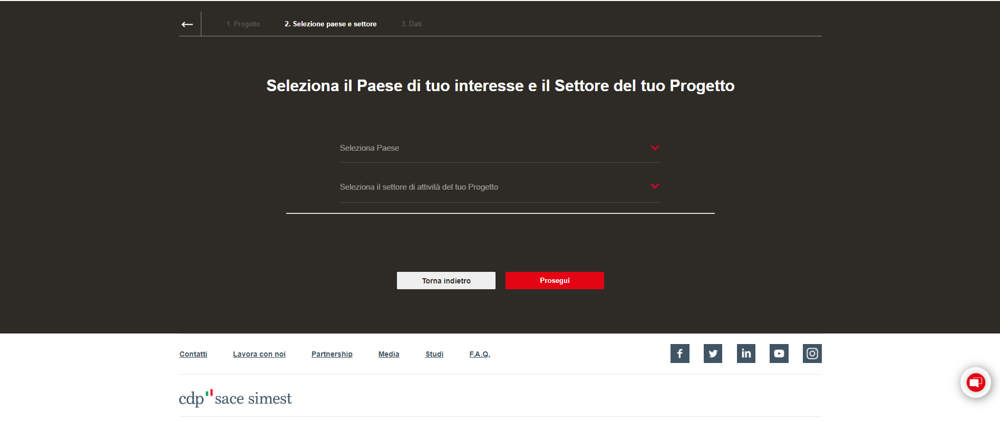 1. Progetto 2. Selezione paese e settore 3. Dati
Seleziona il Paese di tuo interesse e il Settore del tuo Progetto
Seleziona Paese
Seleziona il settore di attività del tuo Progetto
Torna indietro Prosegui
Contatti Lavora con noi Partnership Media Studi F.A.Q.
cdp sace simest